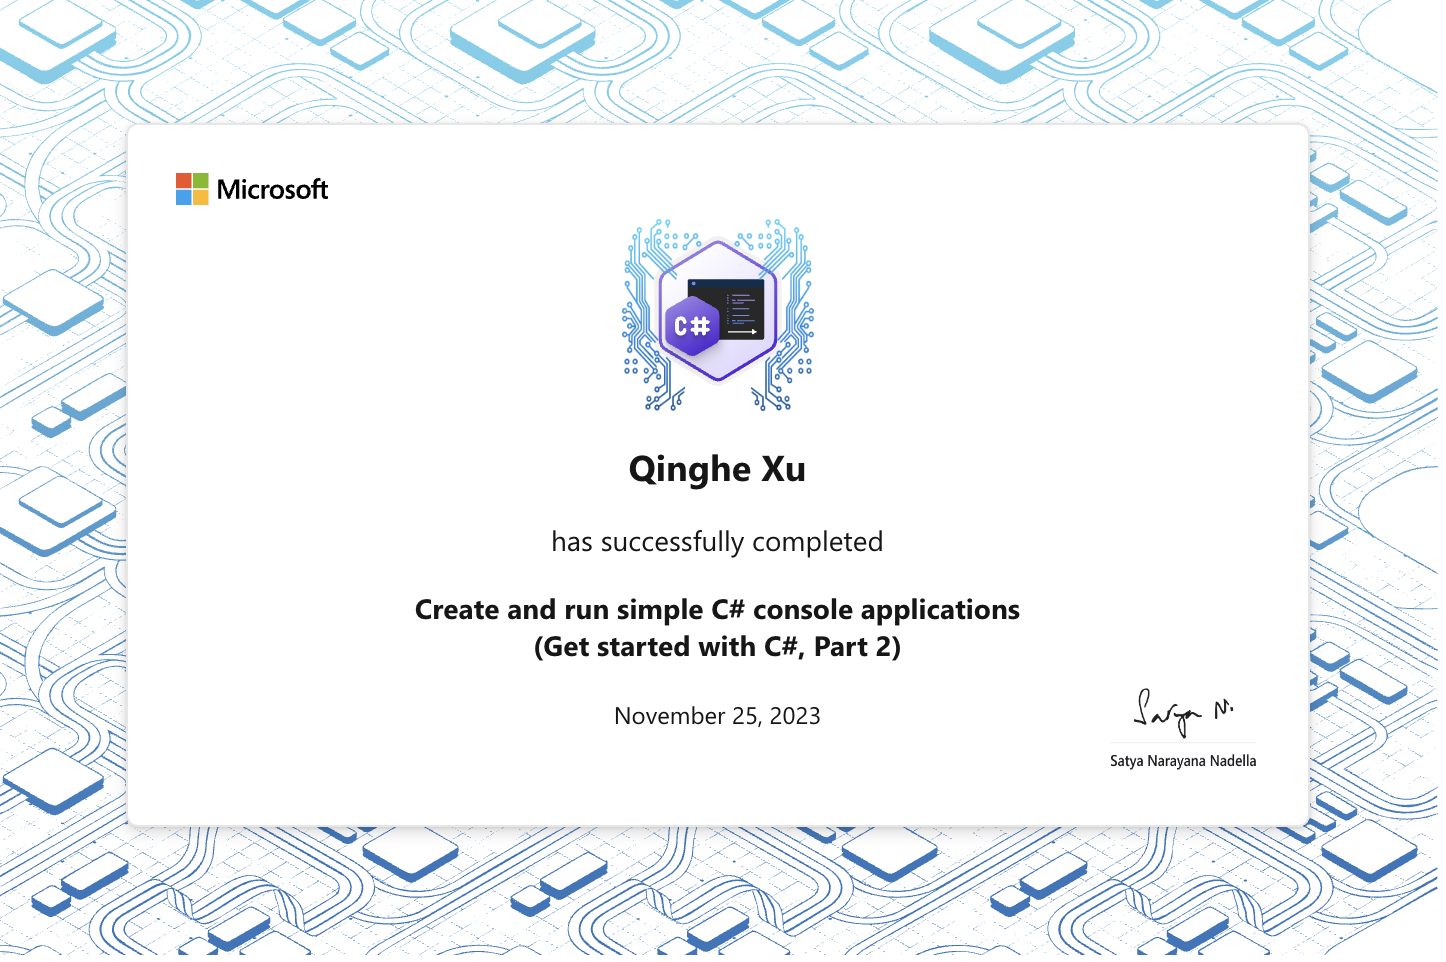 Microsoft
C#
Qinghe Xu
has successfully completed
Create and run simple C# console applications
(Get started with C#, Part 2)
November 25, 2023
Satya N.
Satya Narayana Nadella